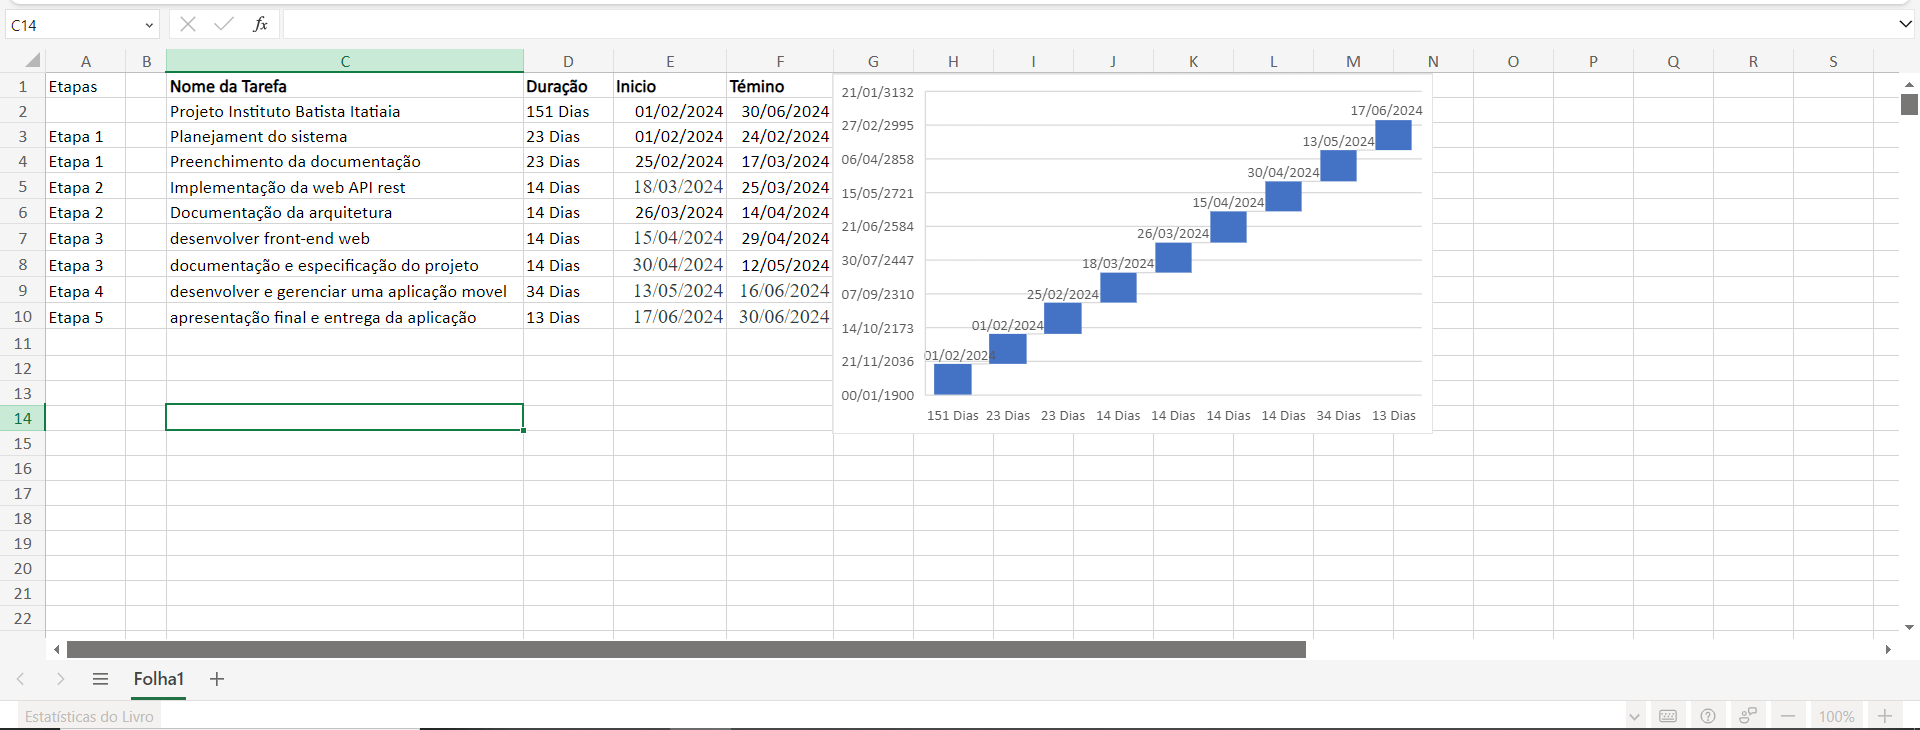 C14 fx
A B C D E F G H I J K L M N O P Q R S
1 Etapas Nome da Tarefa Duração Inicio Témino
2 Projeto Instituto Batista Itatiaia 151 Dias 01/02/2024 30/06/2024
3 Etapa 1 Planejament do sistema 23 Dias 01/02/2024 24/02/2024
4 Etapa 1 Preenchimento da documentação 23 Dias 25/02/2024 17/03/2024
5 Etapa 2 Implementação da web API rest 14 Dias 18/03/2024 25/03/2024
6 Etapa 2 Documentação da arquitetura 14 Dias 26/03/2024 14/04/2024
7 Etapa 3 desenvolver front-end web 14 Dias 15/04/2024 29/04/2024
8 Etapa 3 documentação e especificação do projeto 14 Dias 30/04/2024 12/05/2024
9 Etapa 4 desenvolver e gerenciar uma aplicação movel 34 Dias 13/05/2024 16/06/2024
10 Etapa 5 apresentação final e entrega da aplicação 13 Dias 17/06/2024 30/06/2024
11
12
13
14
15
16
17
18
19
20
21
22
21/01/3132
27/02/2995
06/04/2858
15/05/2721
21/06/2584
30/07/2447
07/09/2310
14/10/2173
21/11/2036
00/01/1900
17/06/2024
13/05/2024
30/04/2024
15/04/2024
26/03/2024
18/03/2024
25/02/2024
01/02/2024
01/02/2024
151 Dias 23 Dias 23 Dias 14 Dias 14 Dias 14 Dias 14 Dias 34 Dias 13 Dias
Folha1
Estatísticas do Livro 100%